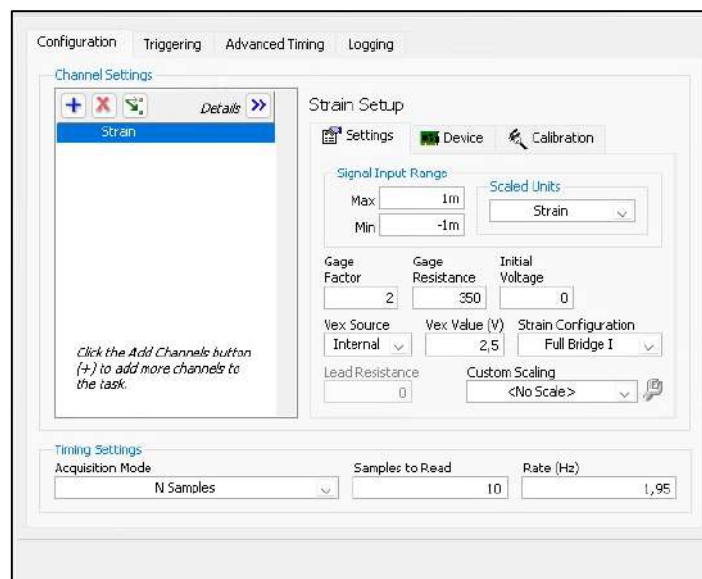 Configuration Triggering Advanced Timing Logging
Channel Settings
Details
Strain
Click the Add Channels button
(+) to add more channels to
the task.
Strain Setup
Settings Device Calibration
Signal Input Range
Max 1m
Min -1m
Scaled Units
Strain
Gage Factor 2
Gage Resistance 350
Initial Voltage 0
Vex Source Vex Value (V) Strain Configuration
Internal 2,5 Full Bridge I
Lead Resistance Custom Scaling
0 <No Scale>
Timing Settings
Acquisition Mode Samples to Read Rate (Hz)
N Samples 10 1,95